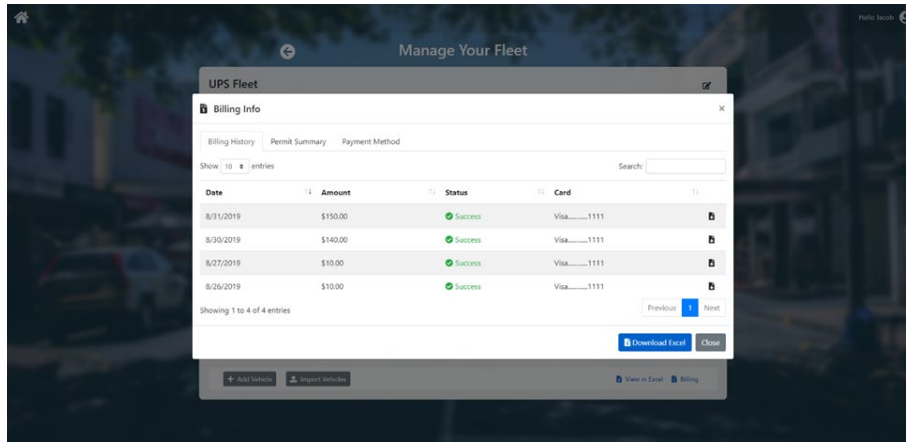 Hello Jacob
Manage Your Fleet
UPS Fleet
Billing Info
×
Billing History Permit Summary Payment Method
Show 10 entries Search:
Date Amount Status Card
8/31/2019 $150.00 Success Visa..........1111
8/30/2019 $140.00 Success Visa..........1111
8/27/2019 $10.00 Success Visa..........1111
8/26/2019 $10.00 Success Visa..........1111
Showing 1 to 4 of 4 entries Previous 1 Next
Download Excel Close
Add Vehicle Import Vehicles View in Excel Billing